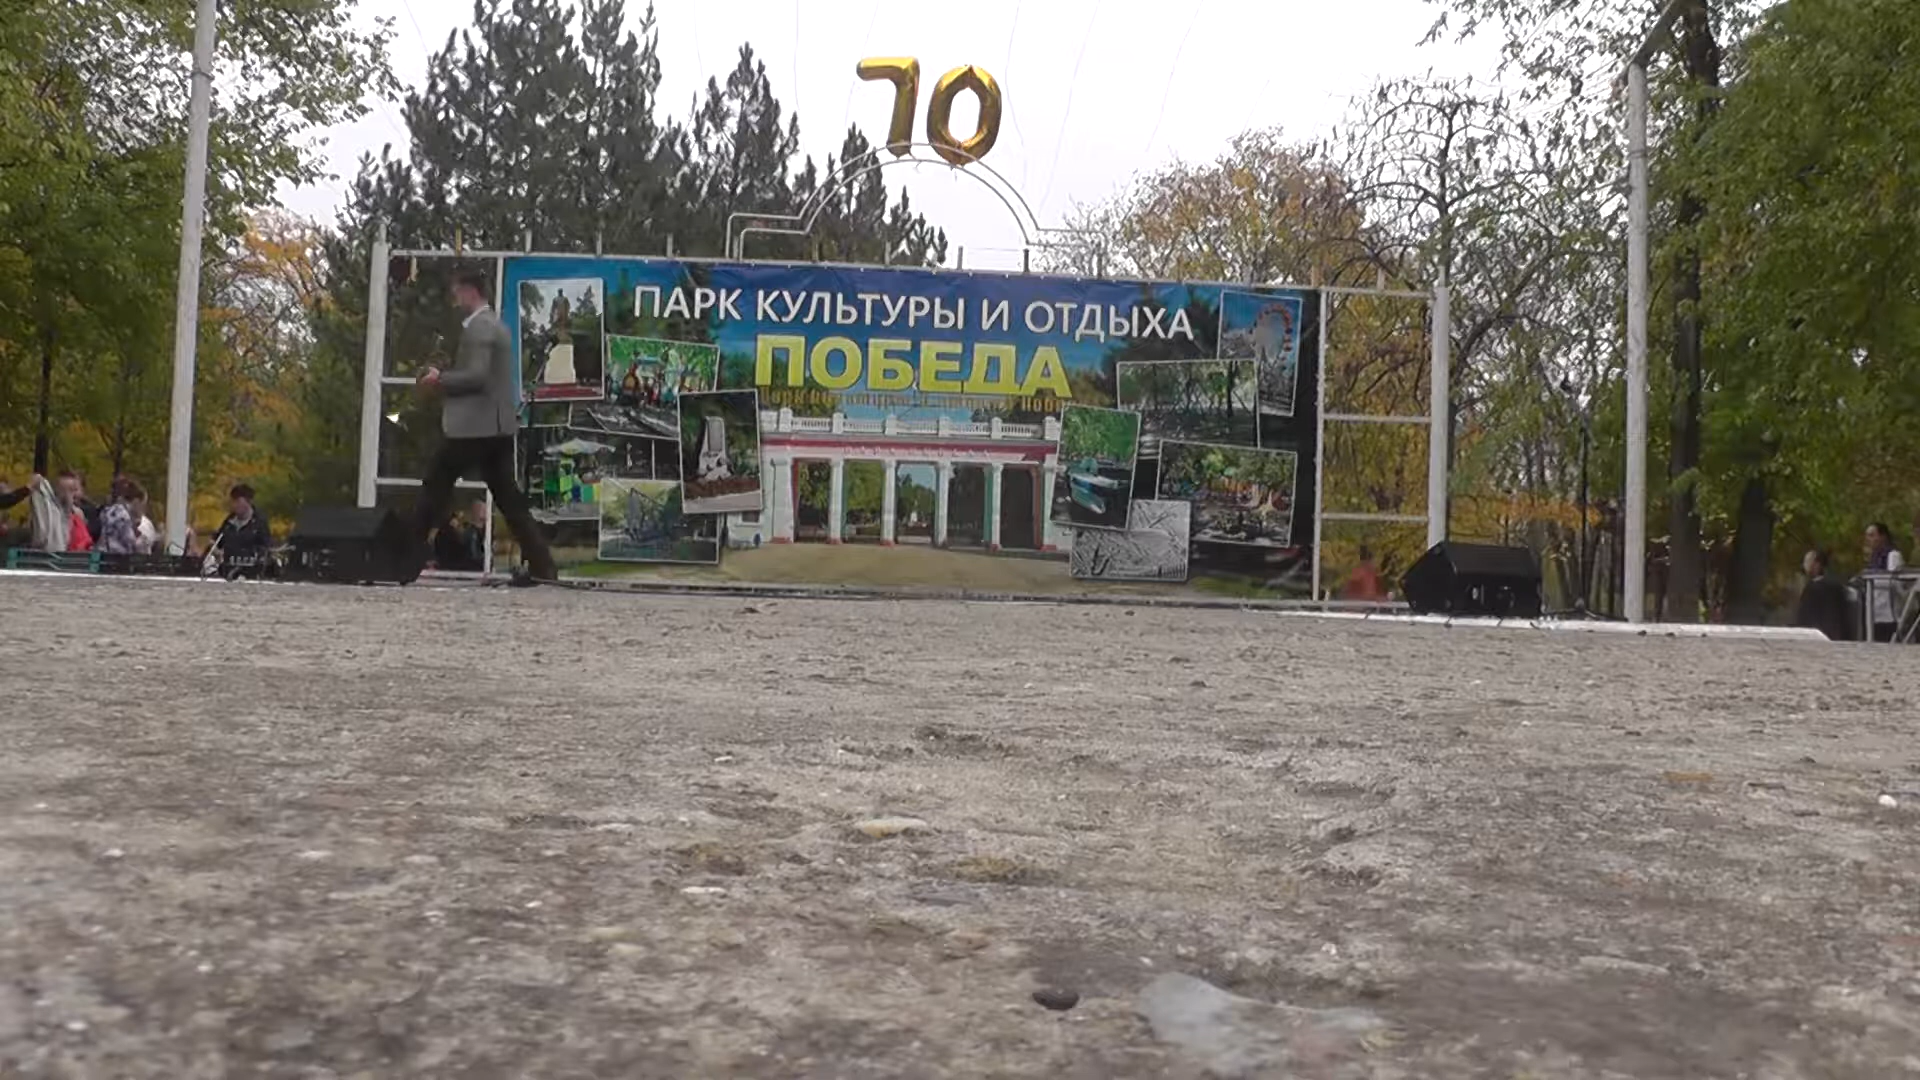 70
ПАРК КУЛЬТУРЫ И ОТДЫХА
ПОБЕДА